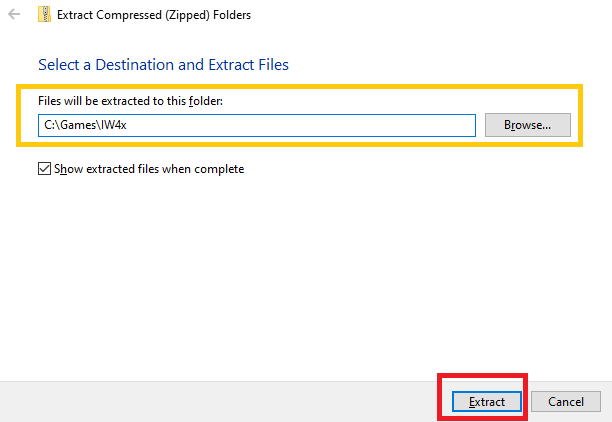 Extract Compressed (Zipped) Folders
Select a Destination and Extract Files
Files will be extracted to this folder:
C:\Games\IW4x
Browse...
Show extracted files when complete
Extract
Cancel